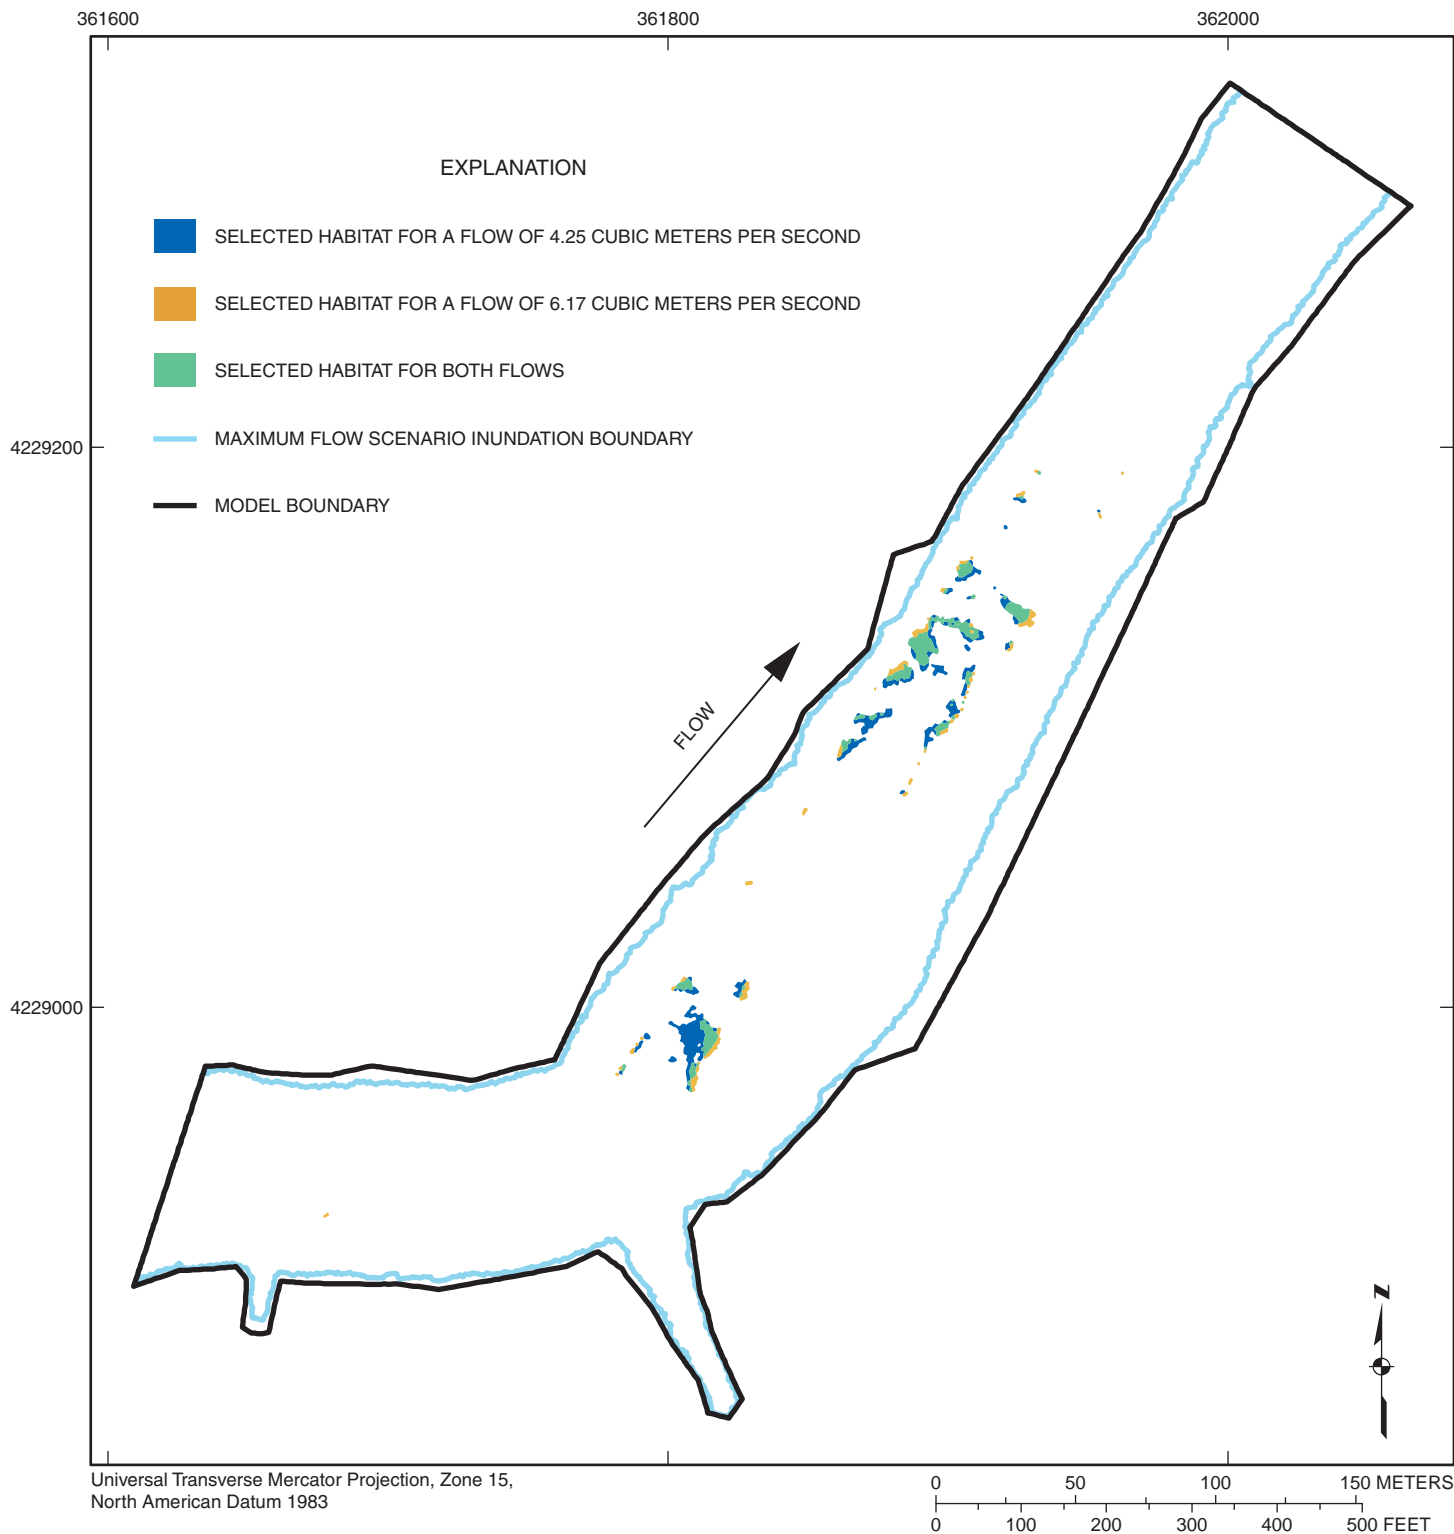 361600 361800 362000
EXPLANATION
SELECTED HABITAT FOR A FLOW OF 4.25 CUBIC METERS PER SECOND
SELECTED HABITAT FOR A FLOW OF 6.17 CUBIC METERS PER SECOND
SELECTED HABITAT FOR BOTH FLOWS
MAXIMUM FLOW SCENARIO INUNDATION BOUNDARY
MODEL BOUNDARY
4229200
FLOW
4229000
N
Universal Transverse Mercator Projection, Zone 15,
North American Datum 1983
0 50 100 150 METERS
0 100 200 300 400 500 FEET